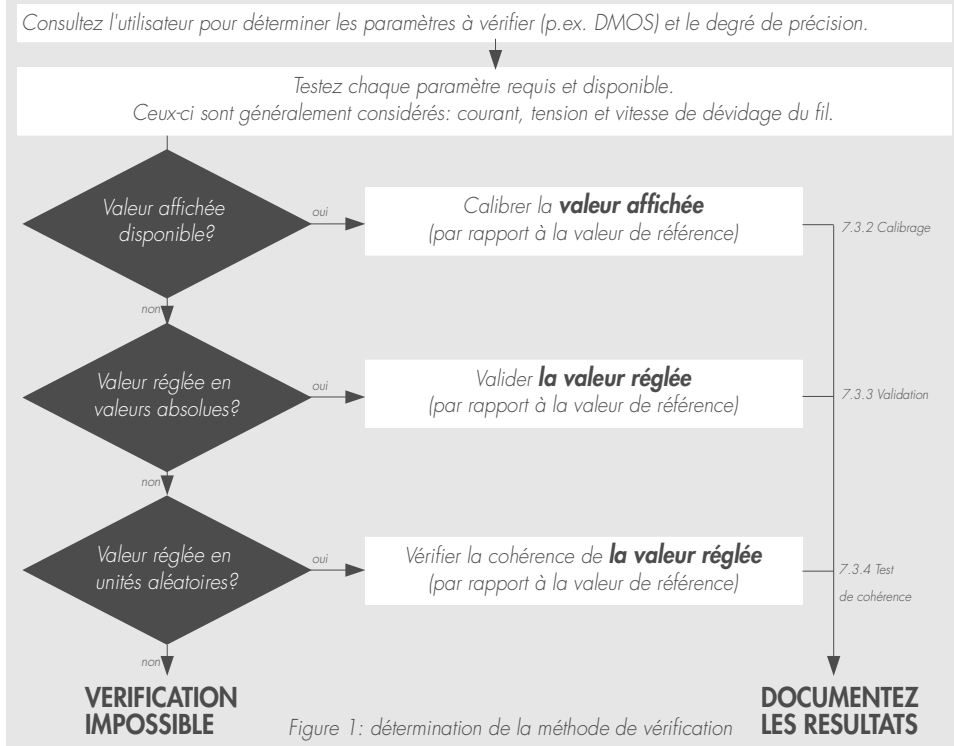 Consultez l'utilisateur pour déterminer les paramètres à vérifier (p.ex. DMOS) et le degré de précision.
Testez chaque paramètre requis et disponible.
Ceux-ci sont généralement considérés: courant, tension et vitesse de dévidage du fil.
Valeur affichée
disponible?
oui
Calibrer la valeur affichée
(par rapport à la valeur de référence)
7.3.2 Calibrage
non
Valeur réglée en
valeurs absolues?
oui
Valider la valeur réglée
(par rapport à la valeur de référence)
7.3.3 Validation
non
Valeur réglée en
unités aléatoires?
oui
Vérifier la cohérence de la valeur réglée
(par rapport à la valeur de référence)
7.3.4 Test
de cohérence
non
VERIFICATION
IMPOSSIBLE
Figure 1: détermination de la méthode de vérification
DOCUMENTEZ
LES RESULTATS